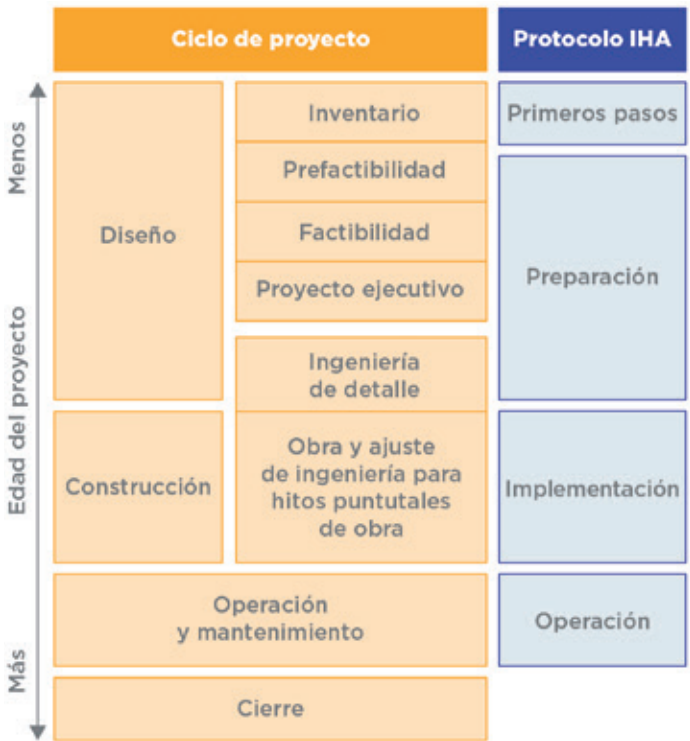 Ciclo de proyecto
Protocolo IHA
Menos
Edad del proyecto
Más
Diseño
Inventario
Prefactibilidad
Factibilidad
Proyecto ejecutivo
Ingeniería
de detalle
Primeros pasos
Preparación
Construcción
Obra y ajuste
de ingeniería para
hitos puntutales
de obra
Implementación
Operación
y mantenimiento
Operación
Cierre